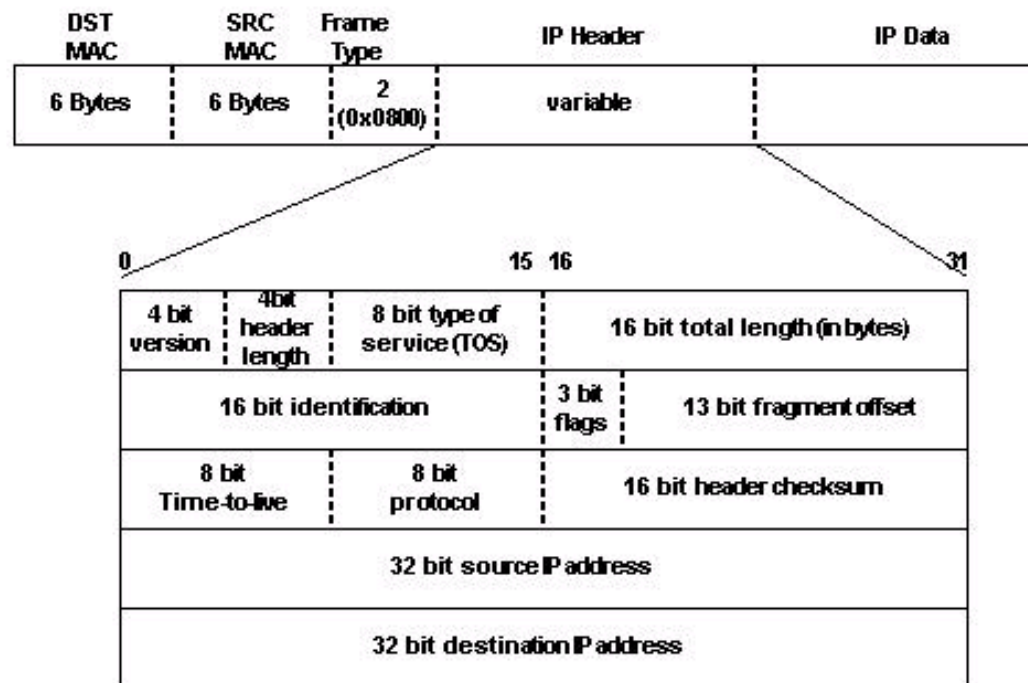 DST MAC
SRC MAC
Frame Type
IP Header
IP Data
6 Bytes
6 Bytes
2
(0x0800)
variable
0
15
16
31
4 bit
version
4bit
header
length
8 bit type of
service (TOS)
16 bit total length (in bytes)
16 bit identification
3 bit
flags
13 bit fragment offset
8 bit
Time-to-live
8 bit
protocol
16 bit header checksum
32 bit source IP address
32 bit destination IP address